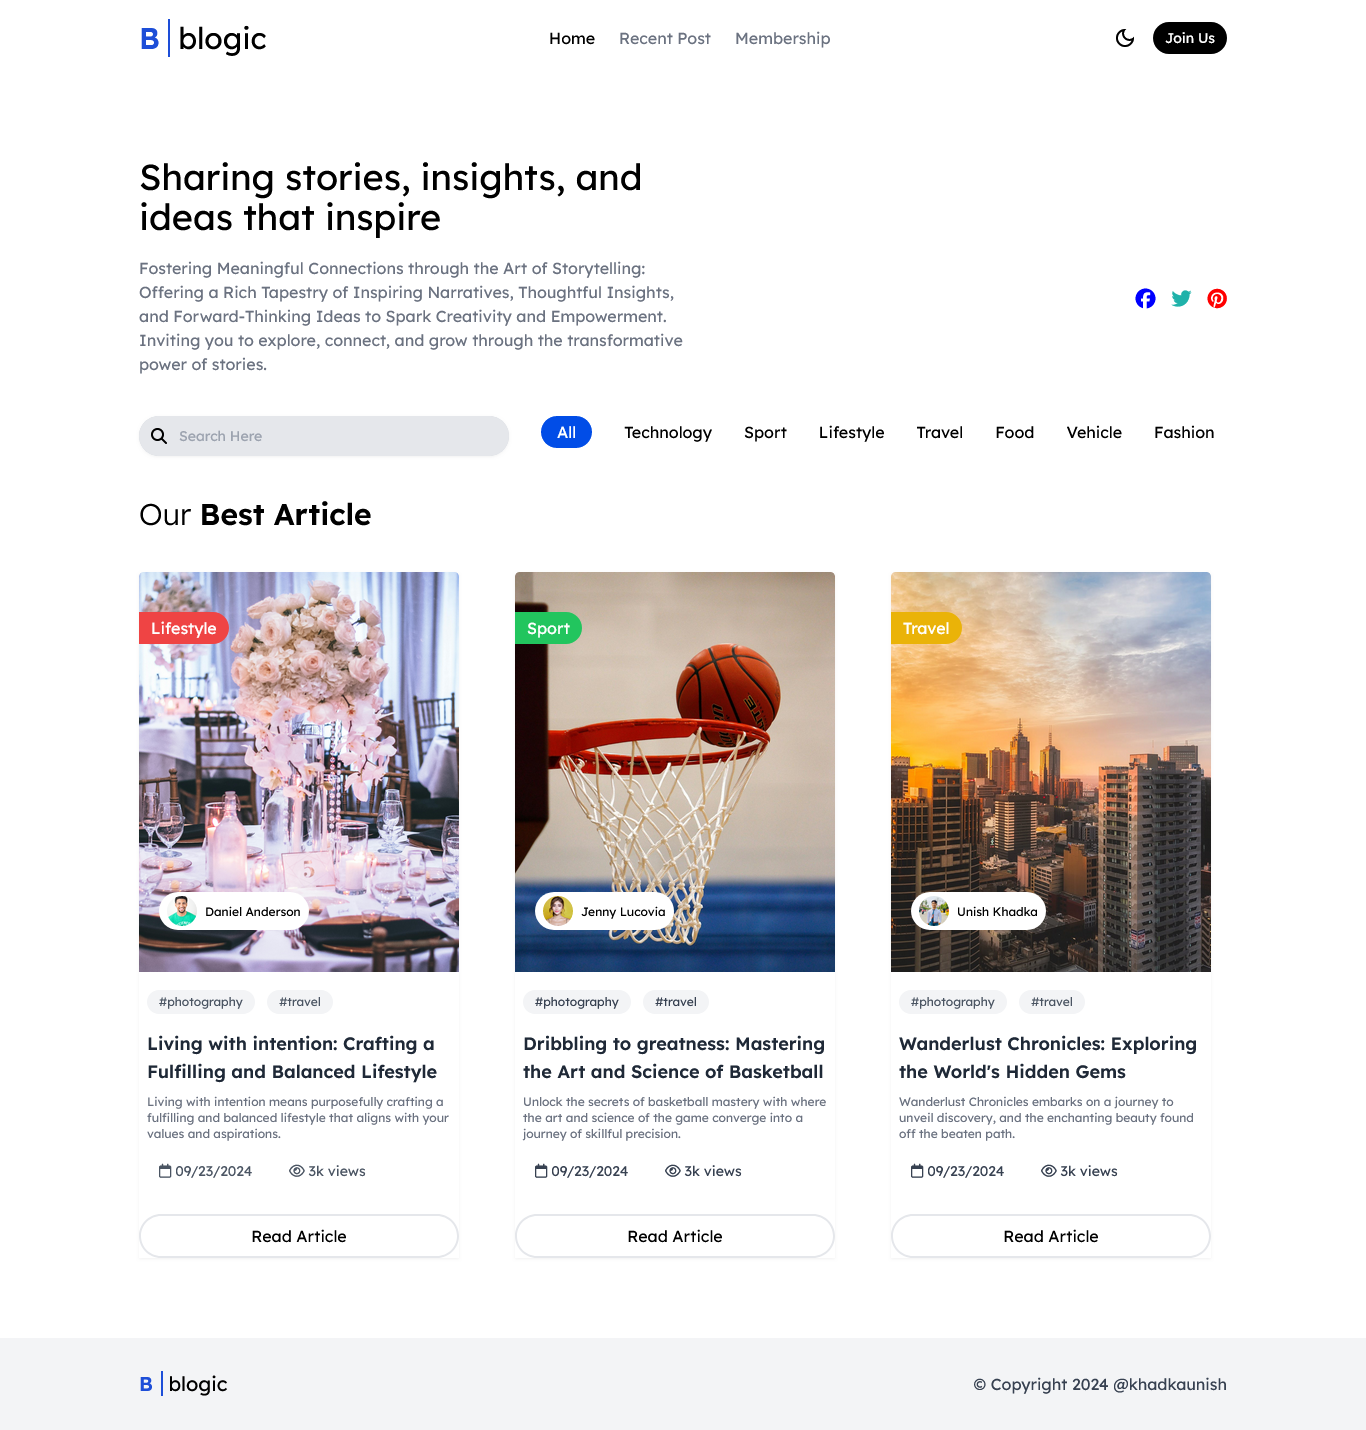 B blogic
Home Recent Post Membership
Join Us
Sharing stories, insights, and
ideas that inspire
Fostering Meaningful Connections through the Art of Storytelling:
Offering a Rich Tapestry of Inspiring Narratives, Thoughtful Insights,
and Forward-Thinking Ideas to Spark Creativity and Empowerment.
Inviting you to explore, connect, and grow through the transformative
power of stories.
Search Here
All Technology Sport Lifestyle Travel Food Vehicle Fashion
Our Best Article
Lifestyle
5
Daniel Anderson
#photography #travel
Living with intention: Crafting a
Fulfilling and Balanced Lifestyle
Living with intention means purposefully crafting a
fulfilling and balanced lifestyle that aligns with your
values and aspirations.
09/23/2024 3k views
Read Article
Sport
Jenny Lucovia
#photography #travel
Dribbling to greatness: Mastering
the Art and Science of Basketball
Unlock the secrets of basketball mastery with where
the art and science of the game converge into a
journey of skillful precision.
09/23/2024 3k views
Read Article
Travel
Unish Khadka
#photography #travel
Wanderlust Chronicles: Exploring
the World's Hidden Gems
Wanderlust Chronicles embarks on a journey to
unveil discovery, and the enchanting beauty found
off the beaten path.
09/23/2024 3k views
Read Article
B blogic
© Copyright 2024 @khadkaunish